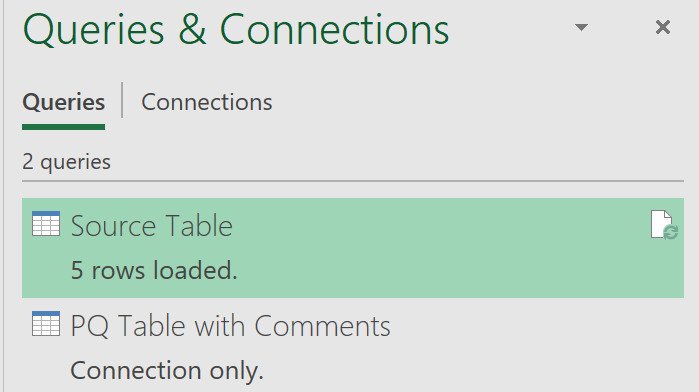 Queries & Connections
Queries
Connections
2 queries
Source Table
5 rows loaded.
PQ Table with Comments
Connection only.